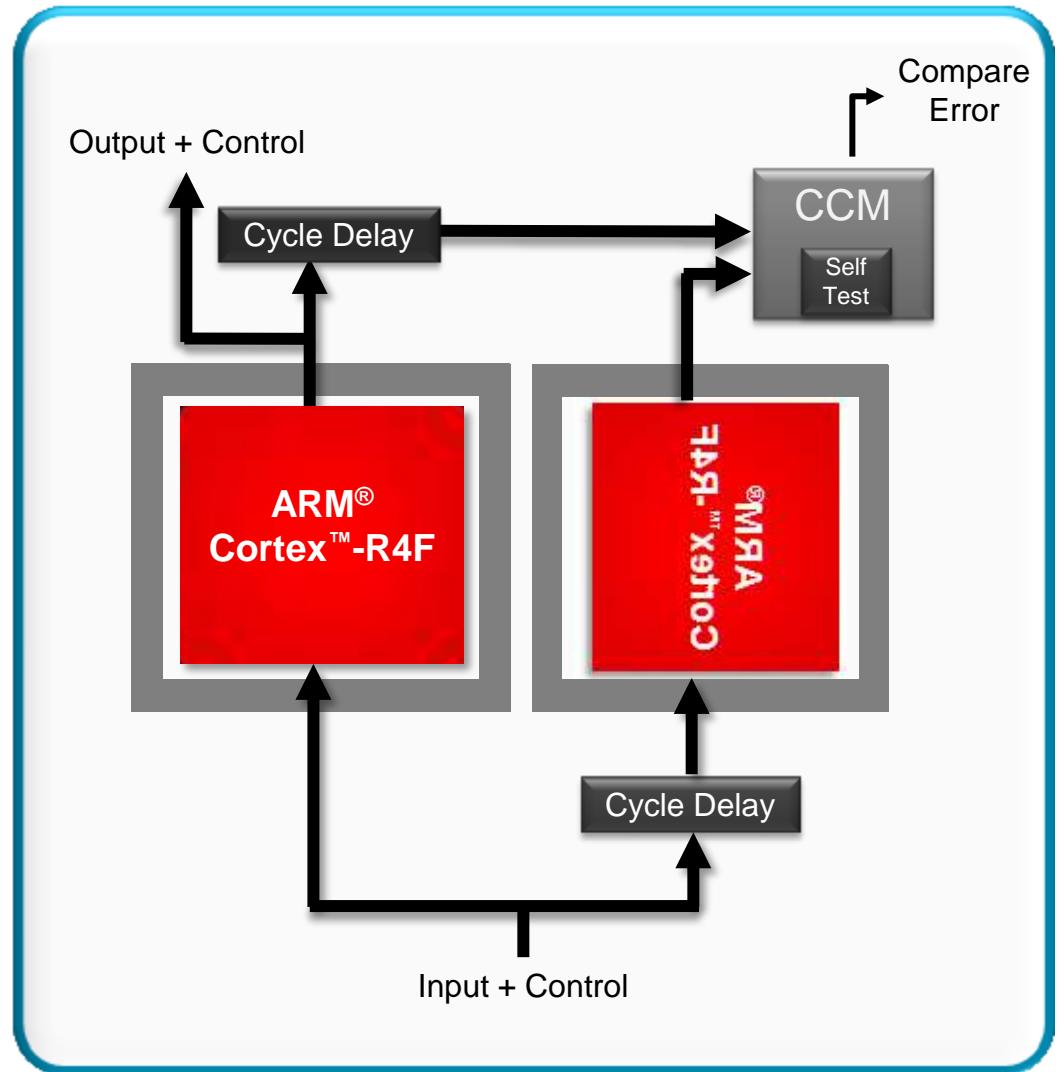 Compare
Error
Output + Control
Cycle Delay
CCM
Self
Test
ARM®
Cortex™-R4F
ARM®
Cortex™-R4F
Cycle Delay
Input + Control